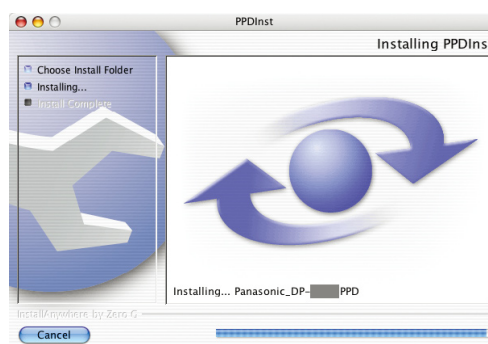 PPDInst
Installing PPDIns
Choose Install Folder
Installing...
Install Complete
Installing... Panasonic_DP- PPD
InstallAnywhere by Zero G
Cancel